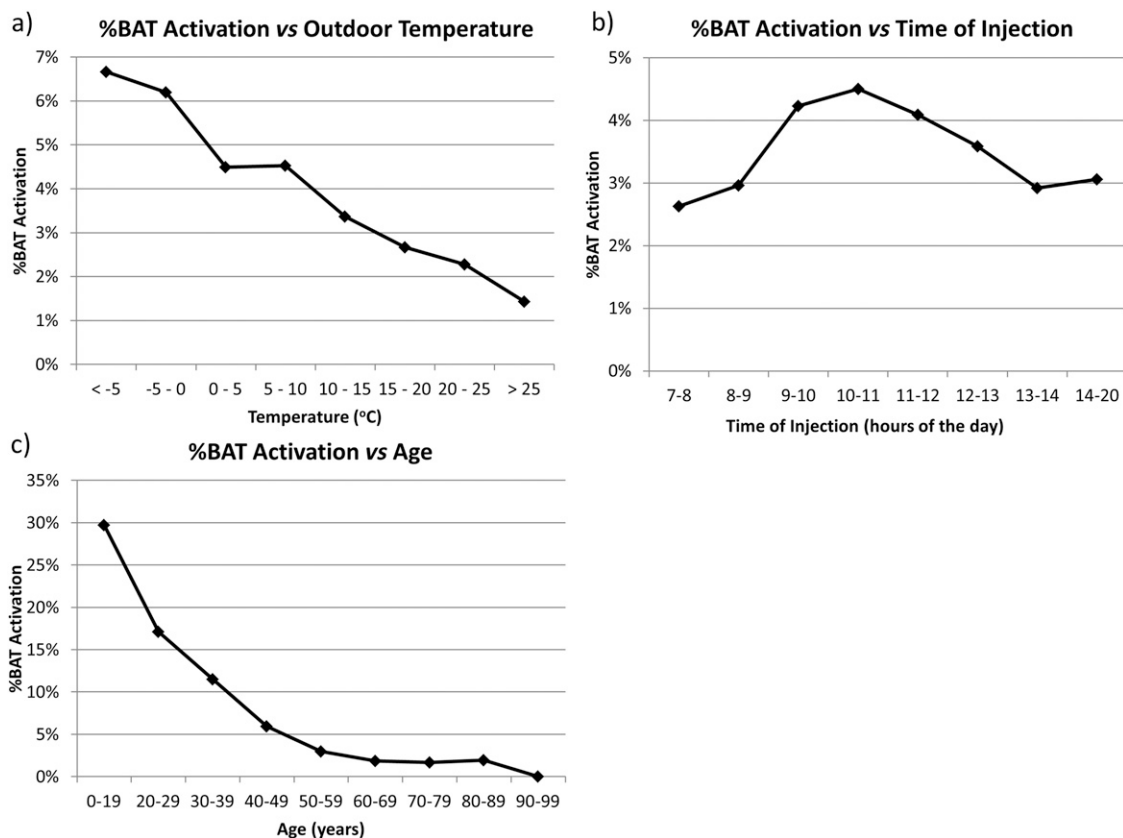 a)
%BAT Activation vs Outdoor Temperature
7%
6%
5%
4%
3%
2%
1%
0%
%BAT Activation
< -5 -5 - 0 0 - 5 5 - 10 10 - 15 15 - 20 20 - 25 > 25
Temperature (ºC)
b)
%BAT Activation vs Time of Injection
5%
4%
3%
2%
1%
0%
%BAT Activation
7-8 8-9 9-10 10-11 11-12 12-13 13-14 14-20
Time of Injection (hours of the day)
c)
%BAT Activation vs Age
35%
30%
25%
20%
15%
10%
5%
0%
%BAT Activation
0-19 20-29 30-39 40-49 50-59 60-69 70-79 80-89 90-99
Age (years)